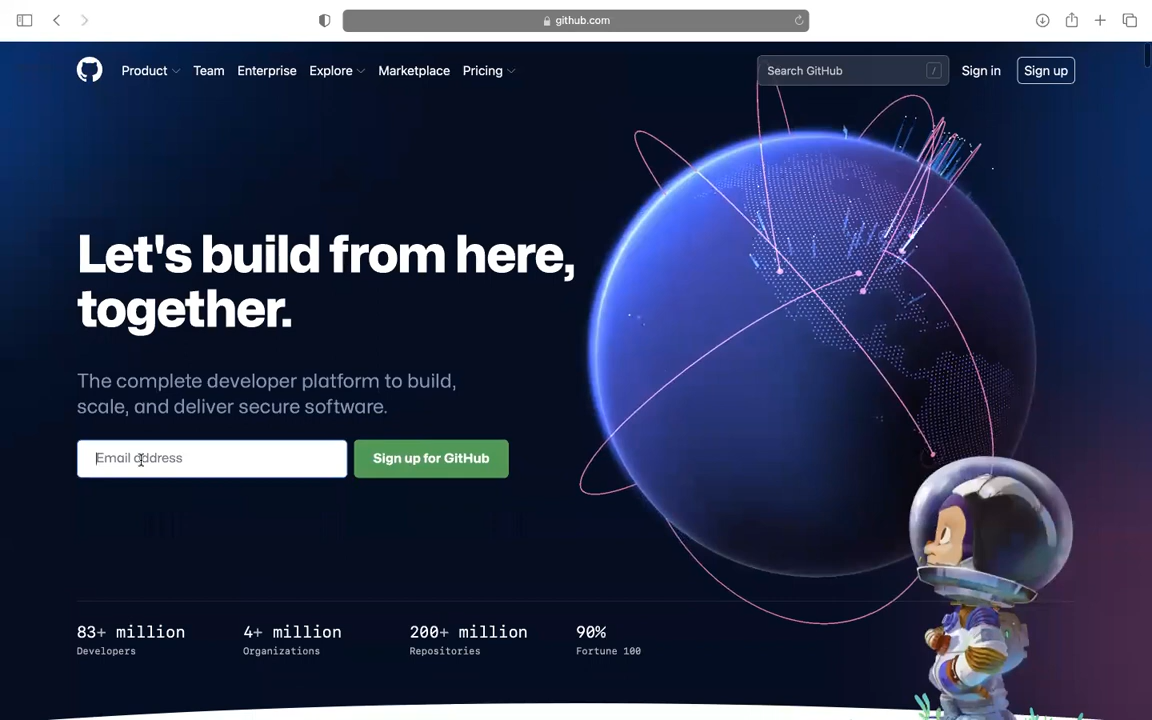 github.com
Product Team Enterprise Explore Marketplace Pricing Search GitHub / Sign in Sign up
Let's build from here,
together.
The complete developer platform to build,
scale, and deliver secure software.
Email address Sign up for GitHub
83+ million 4+ million 200+ million 90%
Developers Organizations Repositories Fortune 100